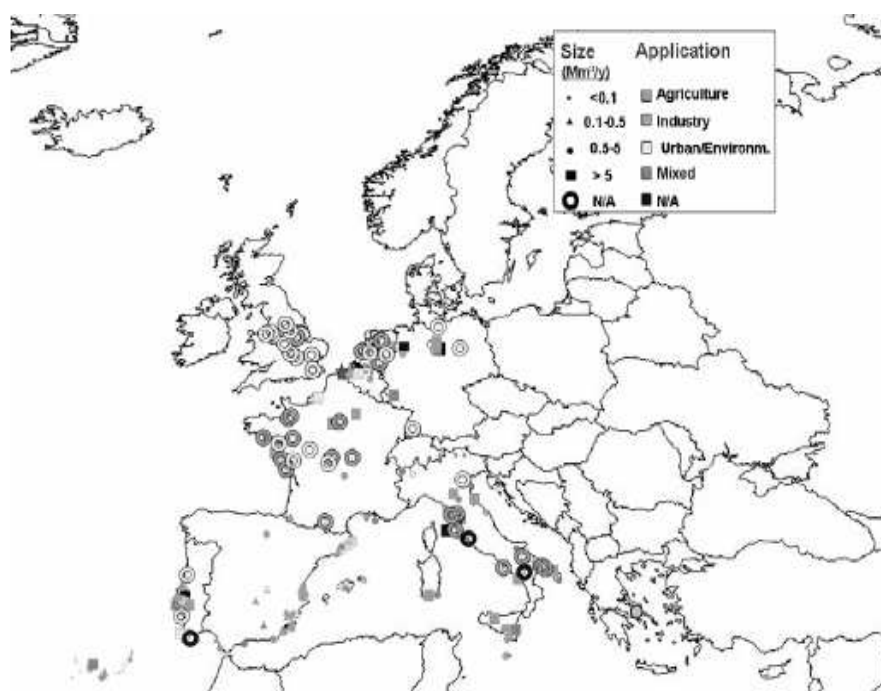 Size Application
(Mm³/y)
<0.1 Agriculture
0.1-0.5 Industry
0.5-5 Urban/Environm.
> 5 Mixed
N/A N/A